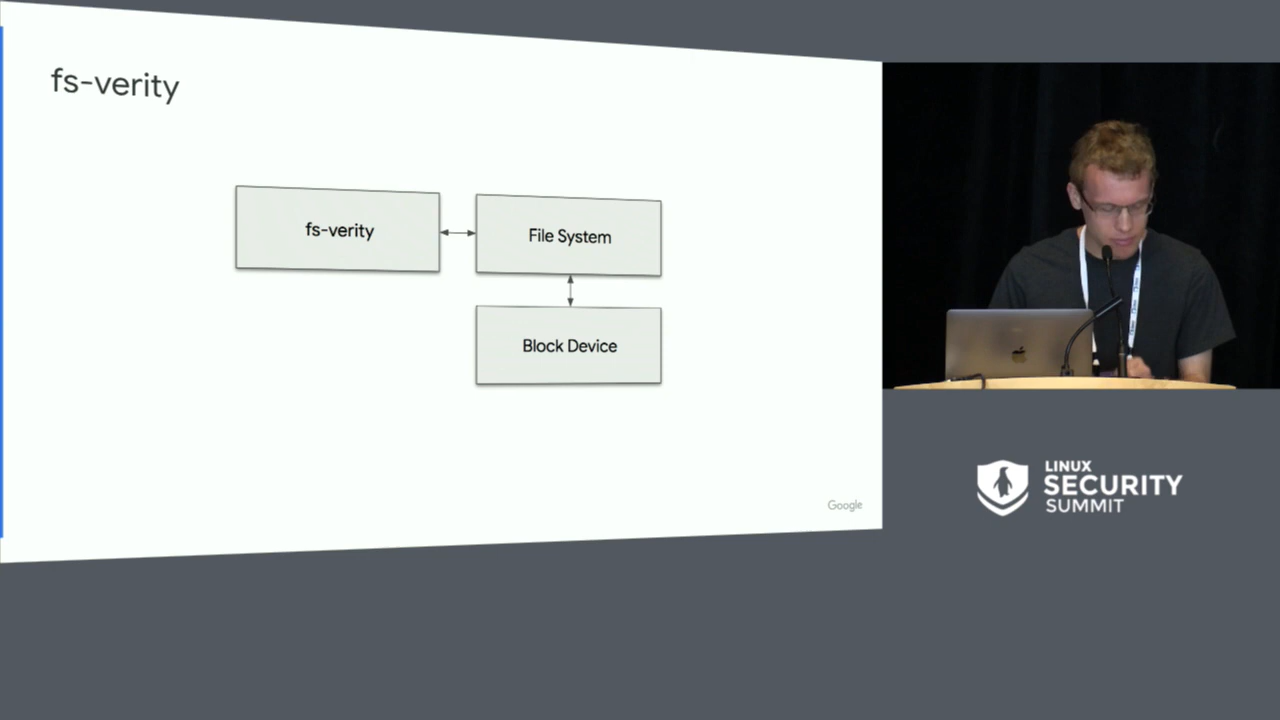 fs-verity
fs-verity
File System
Block Device
Google
LINUX
SECURITY
SUMMIT